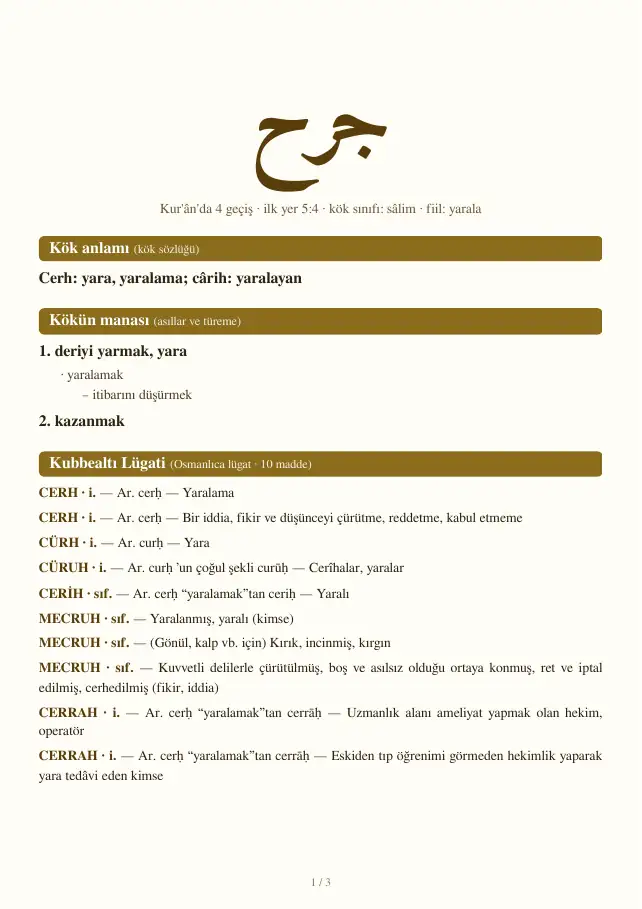 جرح
Kur'ân'da 4 geçiş · ilk yer 5:4 · kök sınıfı: sâlim · fiil: yarala
Kök anlamı (kök sözlüğü)
Cerh: yara, yaralama; cârih: yaralayan
Kökün manası (asıllar ve türeme)
1. deriyi yarmak, yara
· yaralamak
– itibarını düşürmek
2. kazanmak
Kubbealtı Lügati (Osmanlıca lügat · 10 madde)
CERH · i. — Ar. cerḥ — Yaralama
CERH · i. — Ar. cerḥ — Bir iddia, fikir ve düşünceyi çürütme, reddetme, kabul etmeme
CÜRH · i. — Ar. curḥ — Yara
CÜRUH · i. — Ar. curḥ ’un çoğul şekli curūḥ — Cerîhalar, yaralar
CERİH · sıf. — Ar. cerḥ “yaralamak”tan ceriḥ — Yaralı
MECRUH · sıf. — Yaralanmış, yaralı (kimse)
MECRUH · sıf. — (Gönül, kalp vb. için) Kırık, incinmiş, kırgın
MECRUH · sıf. — Kuvvetli delilerle çürütülmüş, boş ve asılsız olduğu ortaya konmuş, ret ve iptal
edilmiş, cerhedilmiş (fikir, iddia)
CERRAH · i. — Ar. cerḥ “yaralamak”tan cerrāḥ — Uzmanlık alanı ameliyat yapmak olan hekim,
operatör
CERRAH · i. — Ar. cerḥ “yaralamak”tan cerrāḥ — Eskiden tıp öğrenimi görmeden hekimlik yaparak
yara tedâvi eden kimse
1 / 3